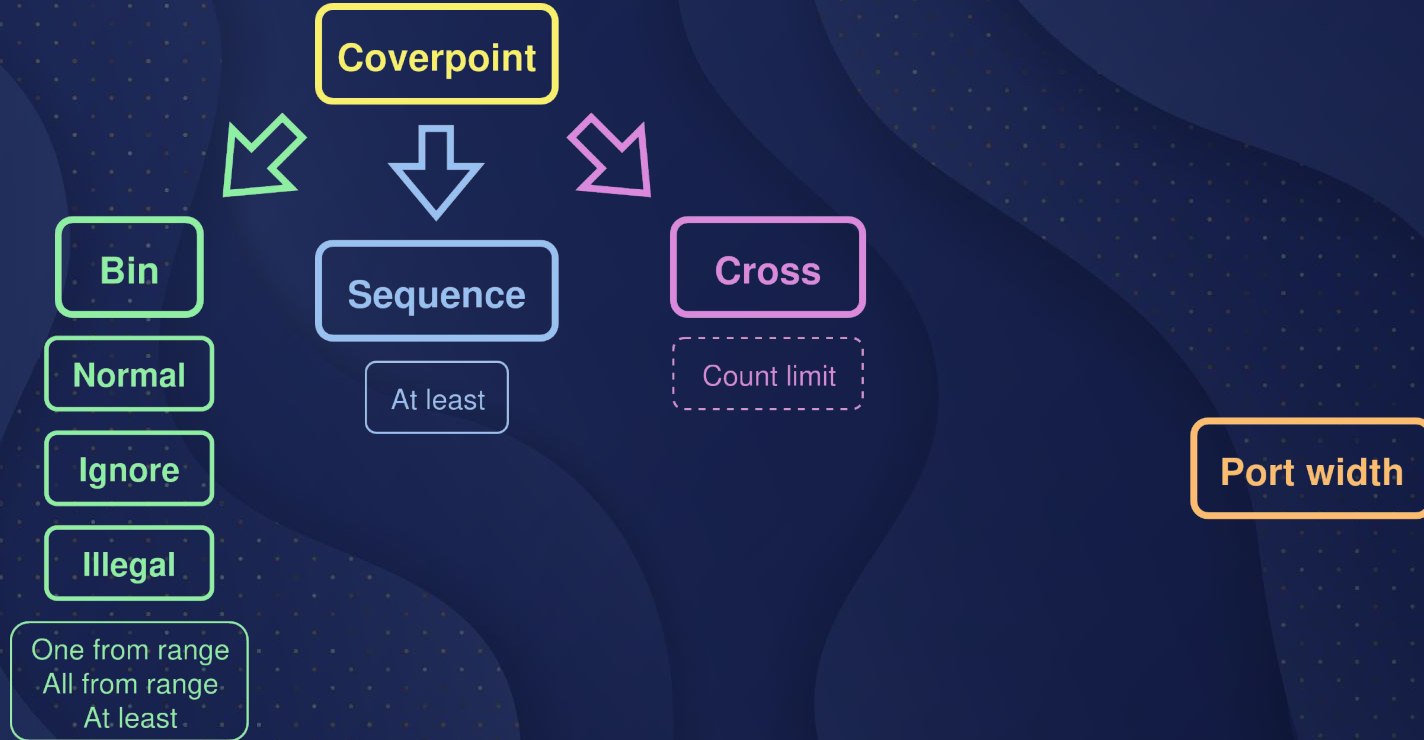 Coverpoint
Bin
Normal
Ignore
Illegal
One from range
All from range
At least
Sequence
At least
Cross
Count limit
Port width